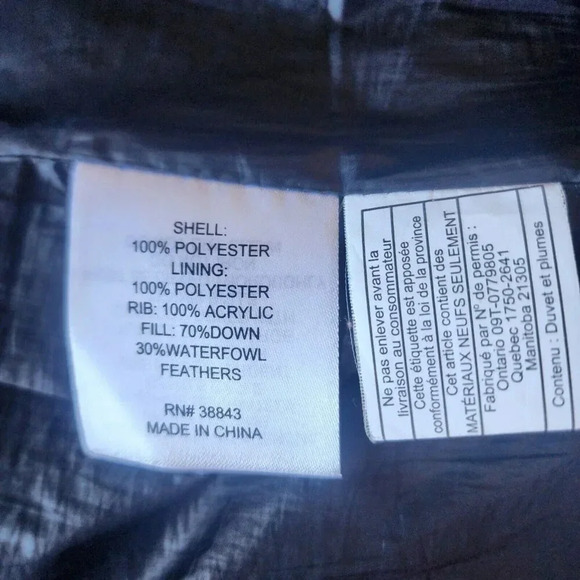 SHELL:
100% POLYESTER
LINING:
100% POLYESTER
RIB: 100% ACRYLIC
FILL: 70%DOWN
30%WATERFOWL
FEATHERS
RN# 38843
MADE IN CHINA
Ne pas enlever avant la
livraison au consommateur
Cette étiquette est apposée
conformément à la loi de la province
Cet article contient des
MATÉRIAUX NEUFS SEULEMENT
Fabriqué par N° de permis :
Ontario 09T-0779805
Quebec 1750-2641
Manitoba 21305
Contenu : Duvet et plumes